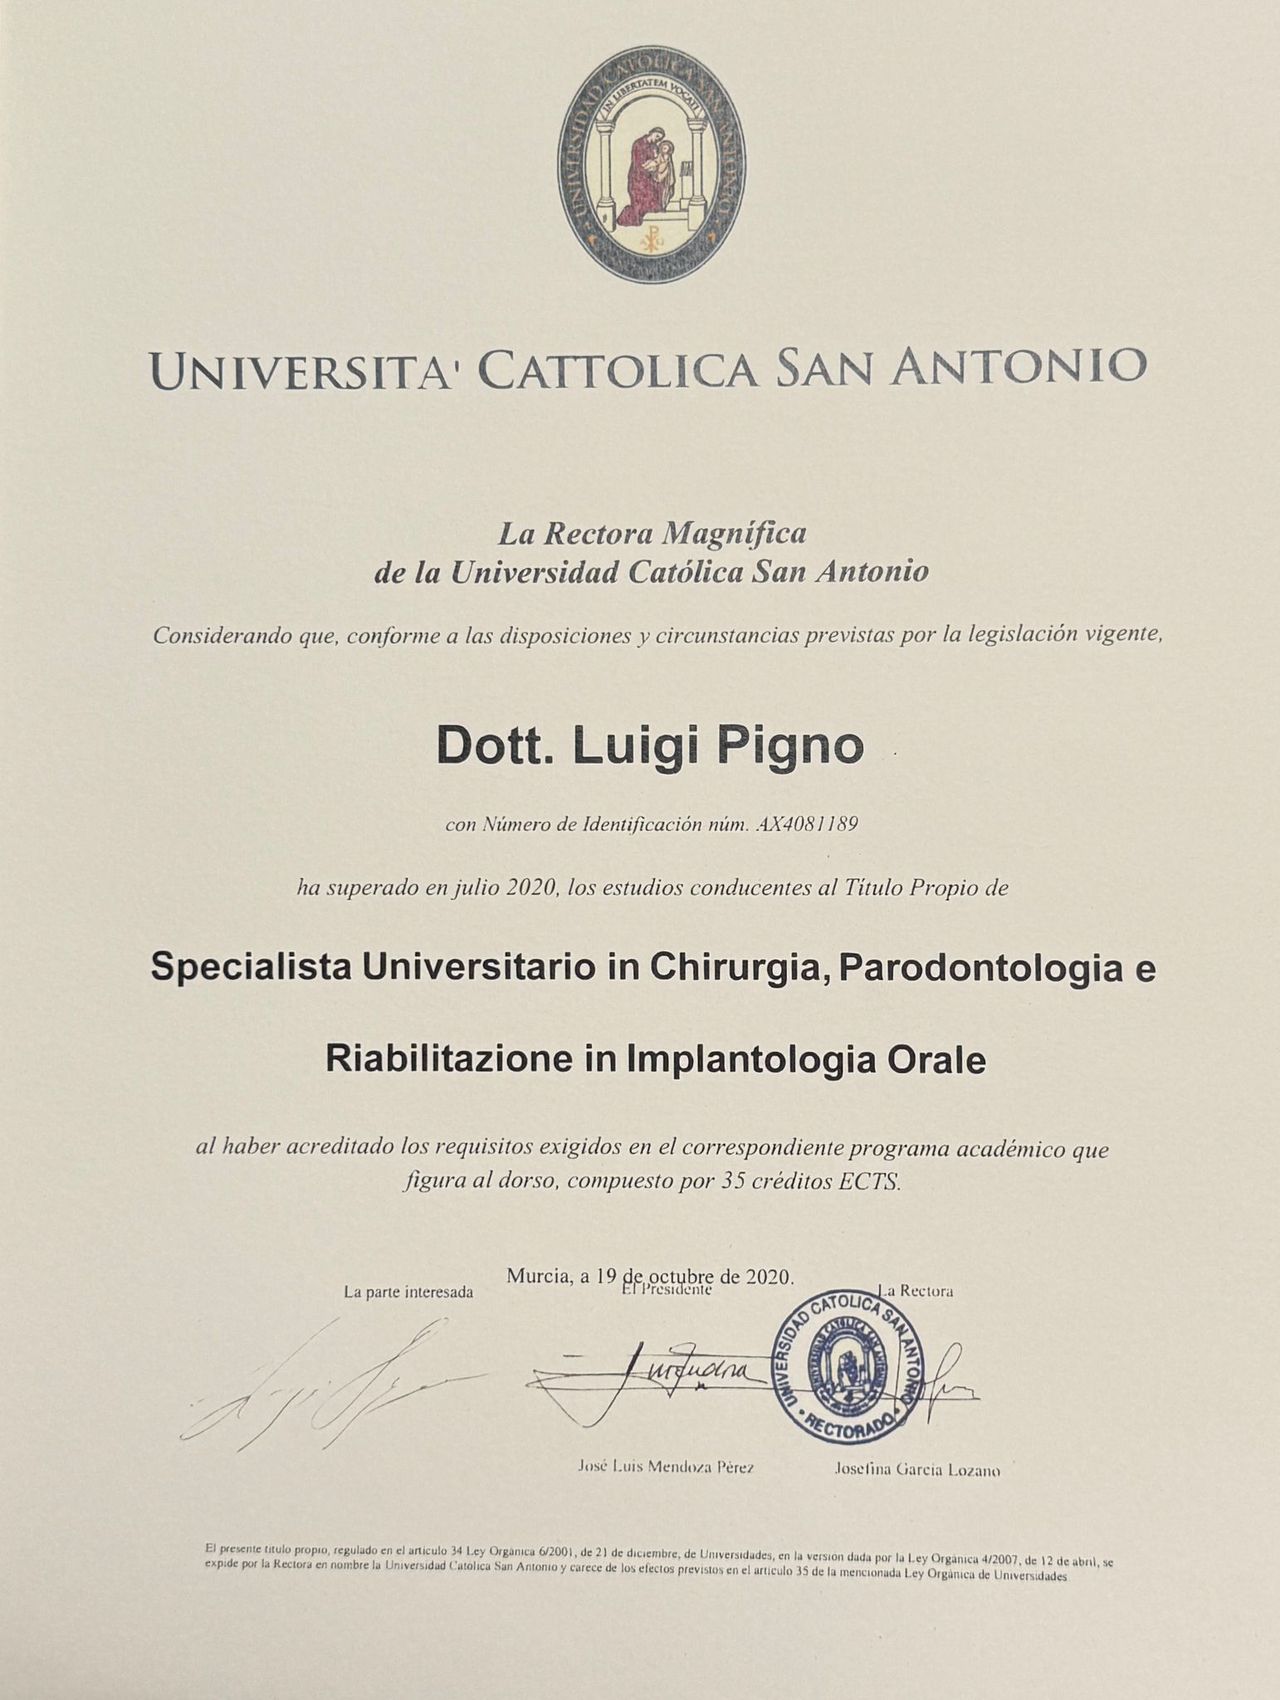 UNIVERSIDAD CATOLICA SAN ANTONIO
IN LIBERTATEM VOCATI
UNIVERSITA' CATTOLICA SAN ANTONIO
La Rectora Magnífica
de la Universidad Católica San Antonio
Considerando que, conforme a las disposiciones y circunstancias previstas por la legislación vigente,
Dott. Luigi Pigno
con Número de Identificación núm. AX4081189
ha superado en julio 2020, los estudios conducentes al Título Propio de
Specialista Universitario in Chirurgia, Parodontologia e
Riabilitazione in Implantologia Orale
al haber acreditado los requisitos exigidos en el correspondiente programa académico que
figura al dorso, compuesto por 35 créditos ECTS.
Murcia, a 19 de octubre de 2020.
La parte interesada
El Presidente
La Rectora
UNIVERSIDAD CATOLICA SAN ANTONIO
RECTORADO
José Luis Mendoza Pérez
Josefina García Lozano
El presente título propio, regulado en el artículo 34 Ley Orgánica 6/2001, de 21 de diciembre, de Universidades, en la versión dada por la Ley Orgánica 4/2007, de 12 de abril, se
expide por la Rectora en nombre la Universidad Católica San Antonio y carece de los efectos previstos en el artículo 35 de la mencionada Ley Orgánica de Universidades